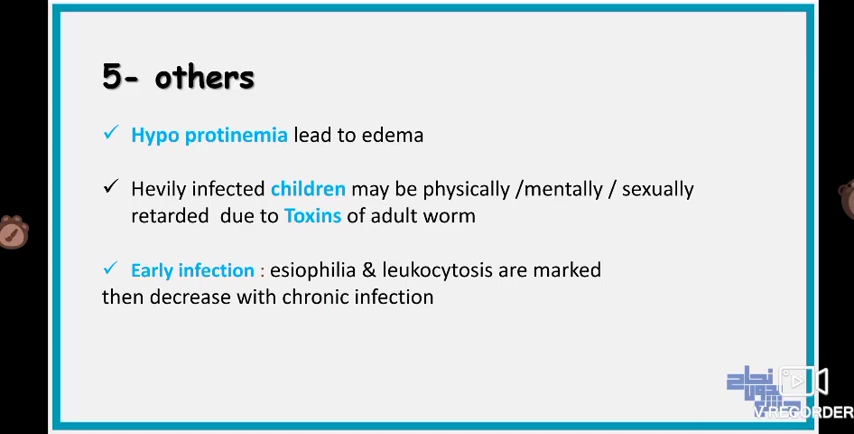 5- others
✓ Hypo protinemia lead to edema
✓ Hevily infected children may be physically /mentally / sexually
retarded due to Toxins of adult worm
✓ Early infection : esiophilia & leukocytosis are marked
then decrease with chronic infection
V RECORDER